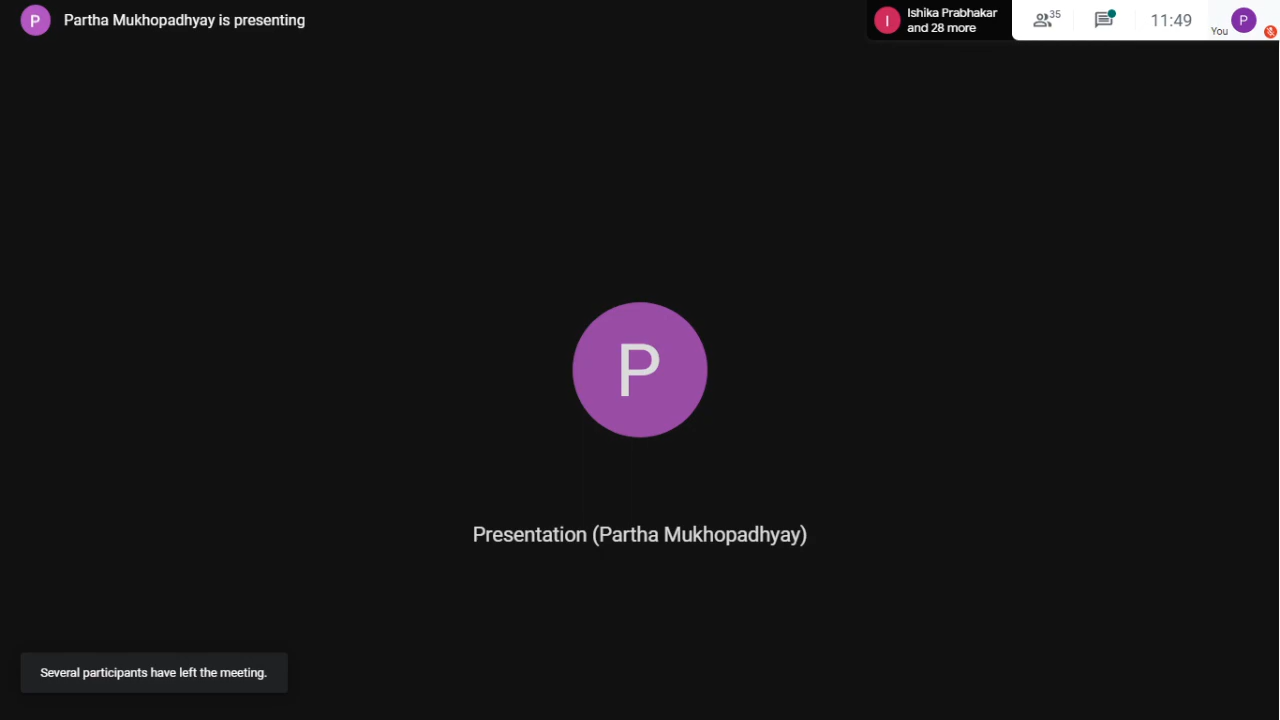 P
Partha Mukhopadhyay is presenting
I
Ishika Prabhakar
and 28 more
35
11:49
You
P
P
Presentation (Partha Mukhopadhyay)
Several participants have left the meeting.